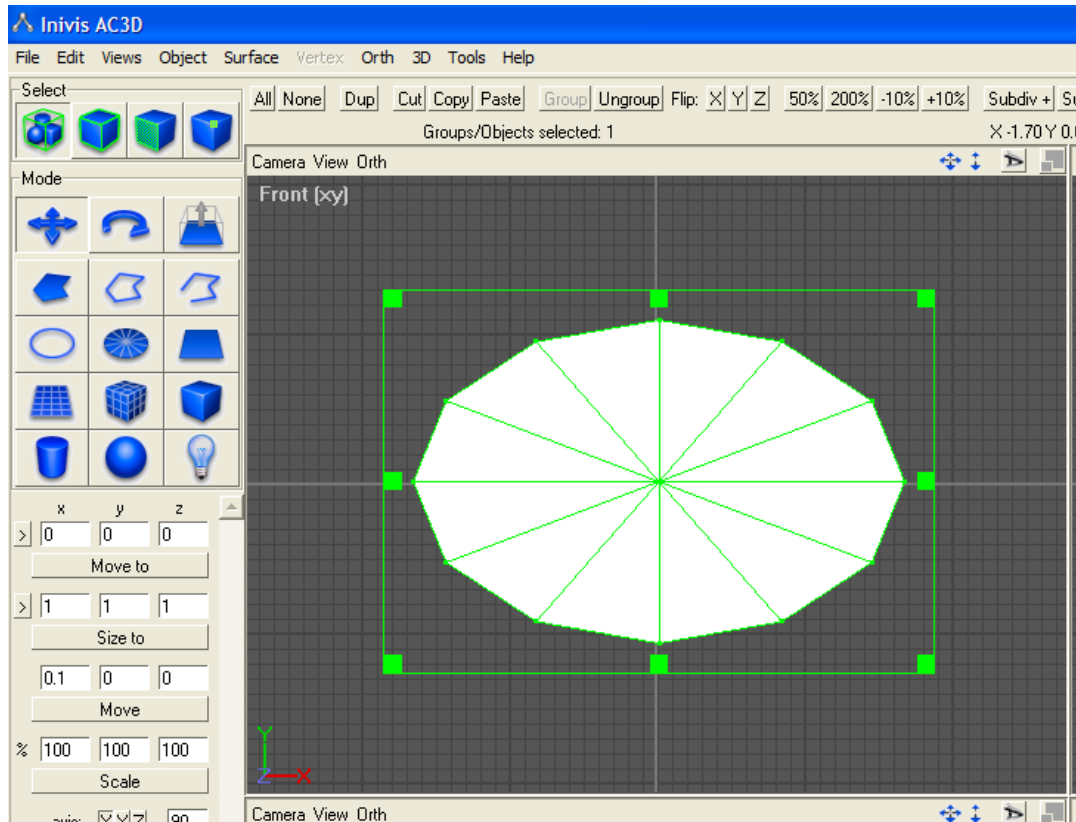 Inivis AC3D
File Edit Views Object Surface Vertex Orth 3D Tools Help
Select
All None Dup Cut Copy Paste Group Ungroup Flip: X Y Z 50% 200% -10% +10% Subdiv +
Groups/Objects selected: 1 X -1.70 Y
Camera View Orth
Mode
Front (xy)
x y z
> 0 0 0
Move to
> 1 1 1
Size to
0.1 0 0
Move
% 100 100 100
Scale
Y
Z X
X Y Z 90
Camera View Orth